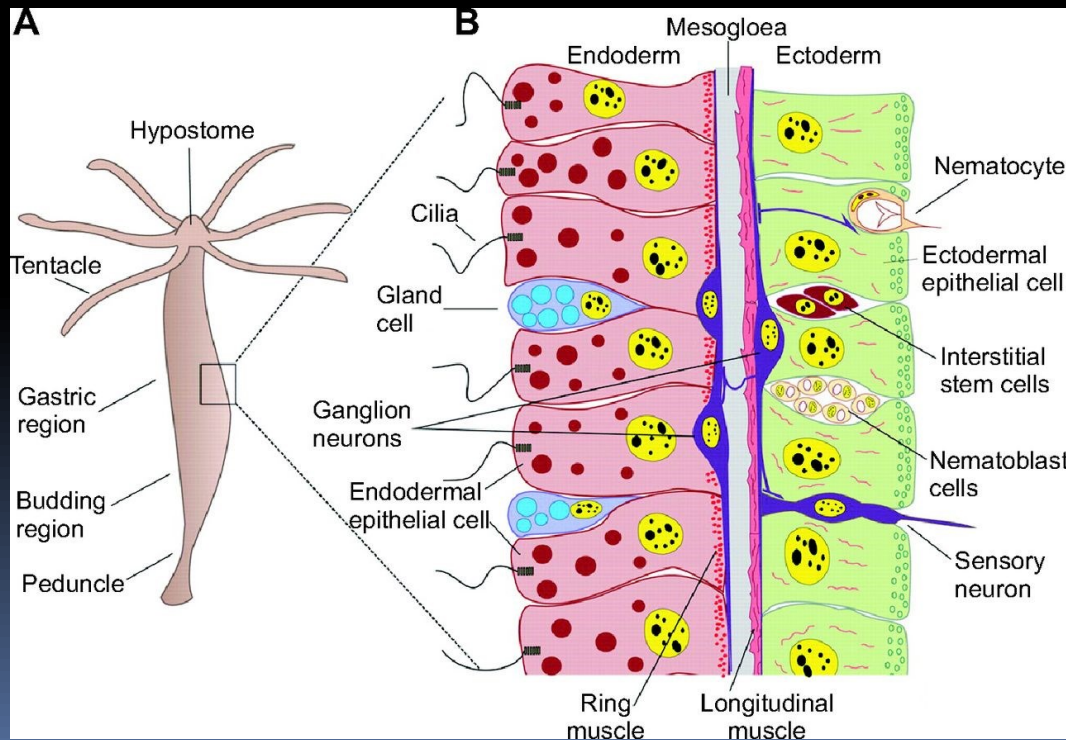 A
Hypostome
Tentacle
Gastric
region
Budding
region
Peduncle
B
Mesogloea
Endoderm
Ectoderm
Cilia
Gland
cell
Ganglion
neurons
Endodermal
epithelial cell
Nematocyte
Ectodermal
epithelial cell
Interstitial
stem cells
Nematoblast
cells
Sensory
neuron
Ring
muscle
Longitudinal
muscle